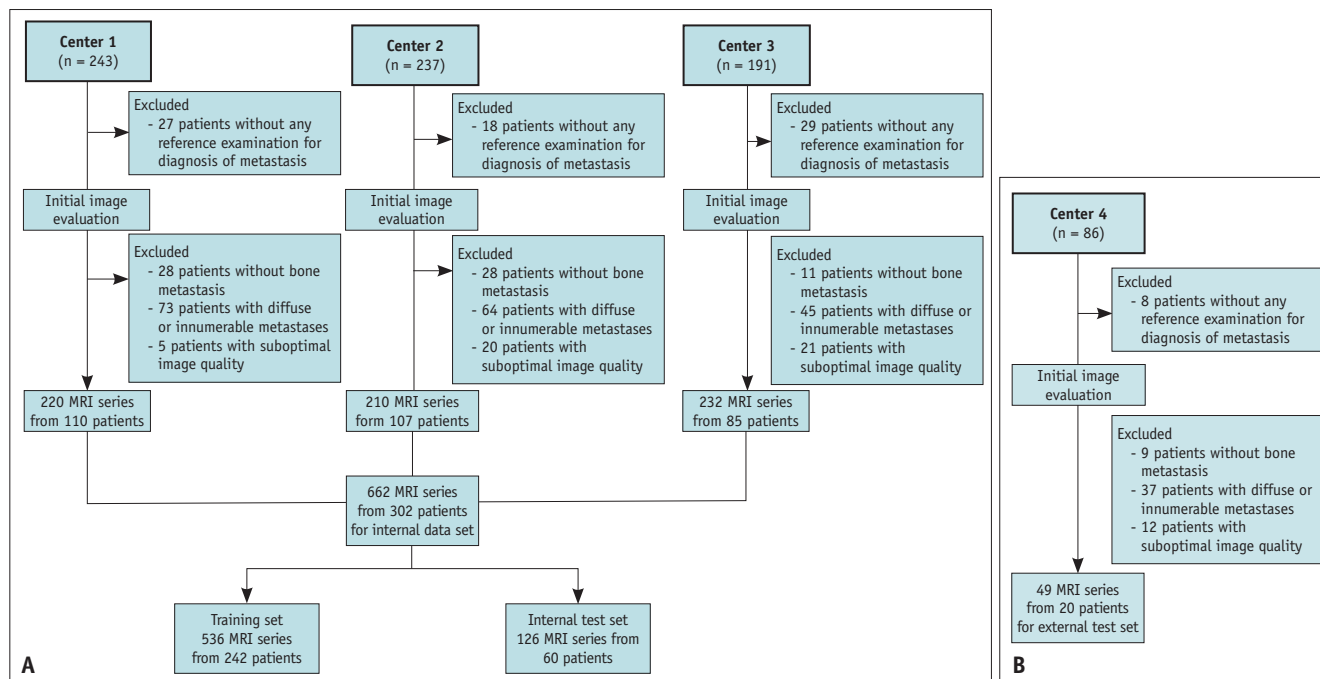 Center 1
(n = 243)
Excluded
- 27 patients without any
reference examination for
diagnosis of metastasis
Initial image
evaluation
Excluded
- 28 patients without bone
metastasis
- 73 patients with diffuse
or innumerable metastases
- 5 patients with suboptimal
image quality
220 MRI series
from 110 patients
Center 2
(n = 237)
Excluded
- 18 patients without any
reference examination for
diagnosis of metastasis
Initial image
evaluation
Excluded
- 28 patients without bone
metastasis
- 64 patients with diffuse
or innumerable metastases
- 20 patients with
suboptimal image quality
210 MRI series
form 107 patients
Center 3
(n = 191)
Excluded
- 29 patients without any
reference examination for
diagnosis of metastasis
Initial image
evaluation
Excluded
- 11 patients without bone
metastasis
- 45 patients with diffuse or
innumerable metastases
- 21 patients with
suboptimal image quality
232 MRI series
from 85 patients
662 MRI series
from 302 patients
for internal data set
Training set
536 MRI series
from 242 patients
Internal test set
126 MRI series from
60 patients
A
Center 4
(n = 86)
Excluded
- 8 patients without any
reference examination for
diagnosis of metastasis
Initial image
evaluation
Excluded
- 9 patients without bone
metastasis
- 37 patients with diffuse or
innumerable metastases
- 12 patients with
suboptimal image quality
49 MRI series
from 20 patients
for external test set
B